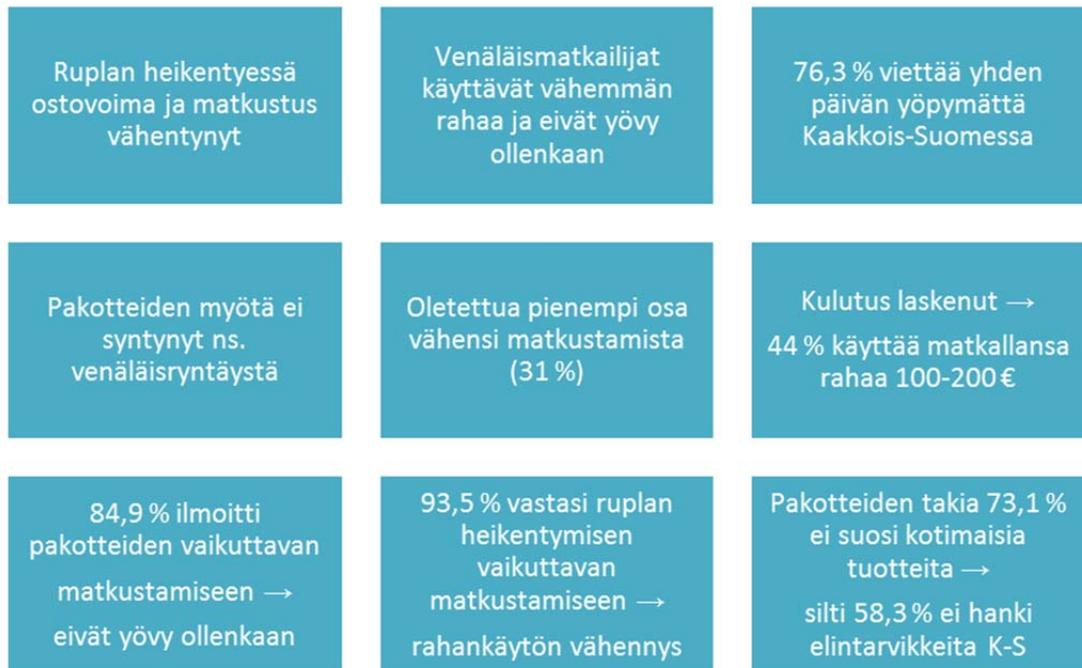 Ruplan heikentyessä
ostovoima ja matkustus
vähentynyt
Venäläismatkailijat
käyttävät vähemmän
rahaa ja eivät yövy
ollenkaan
76,3 % viettää yhden
päivän yöpymättä
Kaakkois-Suomessa
Pakotteiden myötä ei
syntynyt ns.
venäläisryntäystä
Oletettua pienempi osa
vähensi matkustamista
(31 %)
Kulutus laskenut →
44 % käyttää matkallansa
rahaa 100-200 €
84,9 % ilmoitti
pakotteiden vaikuttavan
matkustamiseen →
eivät yövy ollenkaan
93,5 % vastasi ruplan
heikentymisen
vaikuttavan
matkustamiseen →
rahankäytön vähennys
Pakotteiden takia 73,1 %
ei suosi kotimaisia
tuotteita →
silti 58,3 % ei hanki
elintarvikkeita K-S